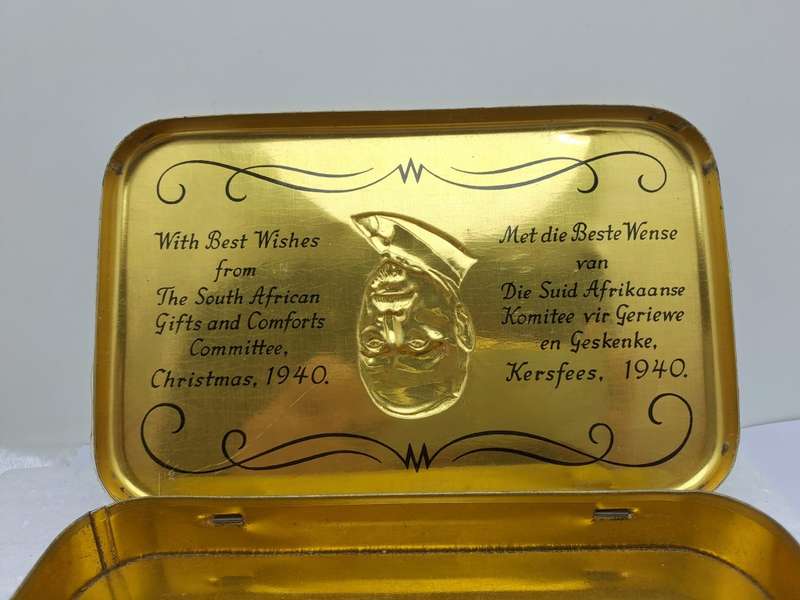 With Best Wishes
from
The South African
Gifts and Comforts
Committee,
Christmas, 1940.
Met die Beste Wense
van
Die Suid Afrikaanse
Komitee vir Geriewe
en Geskenke,
Kersfees, 1940.